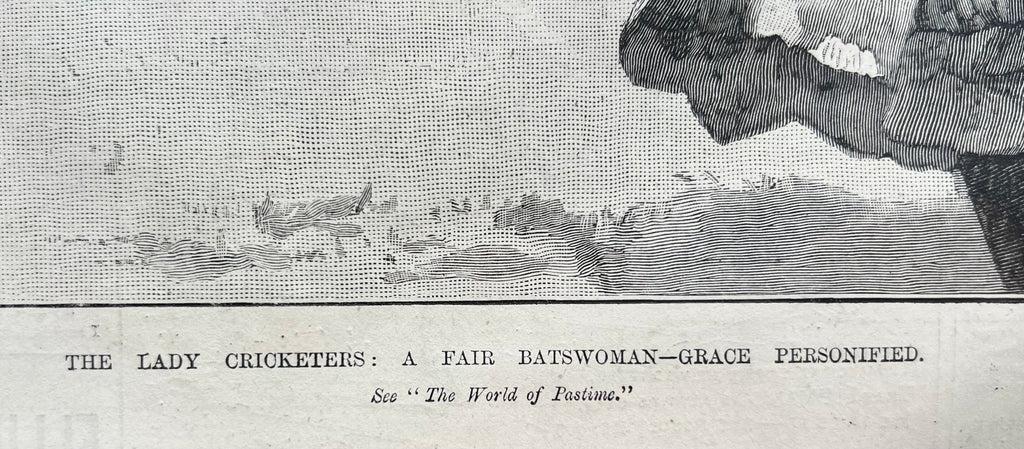 THE LADY CRICKETERS: A FAIR BATSWOMAN—GRACE PERSONIFIED.
See "The World of Pastime."